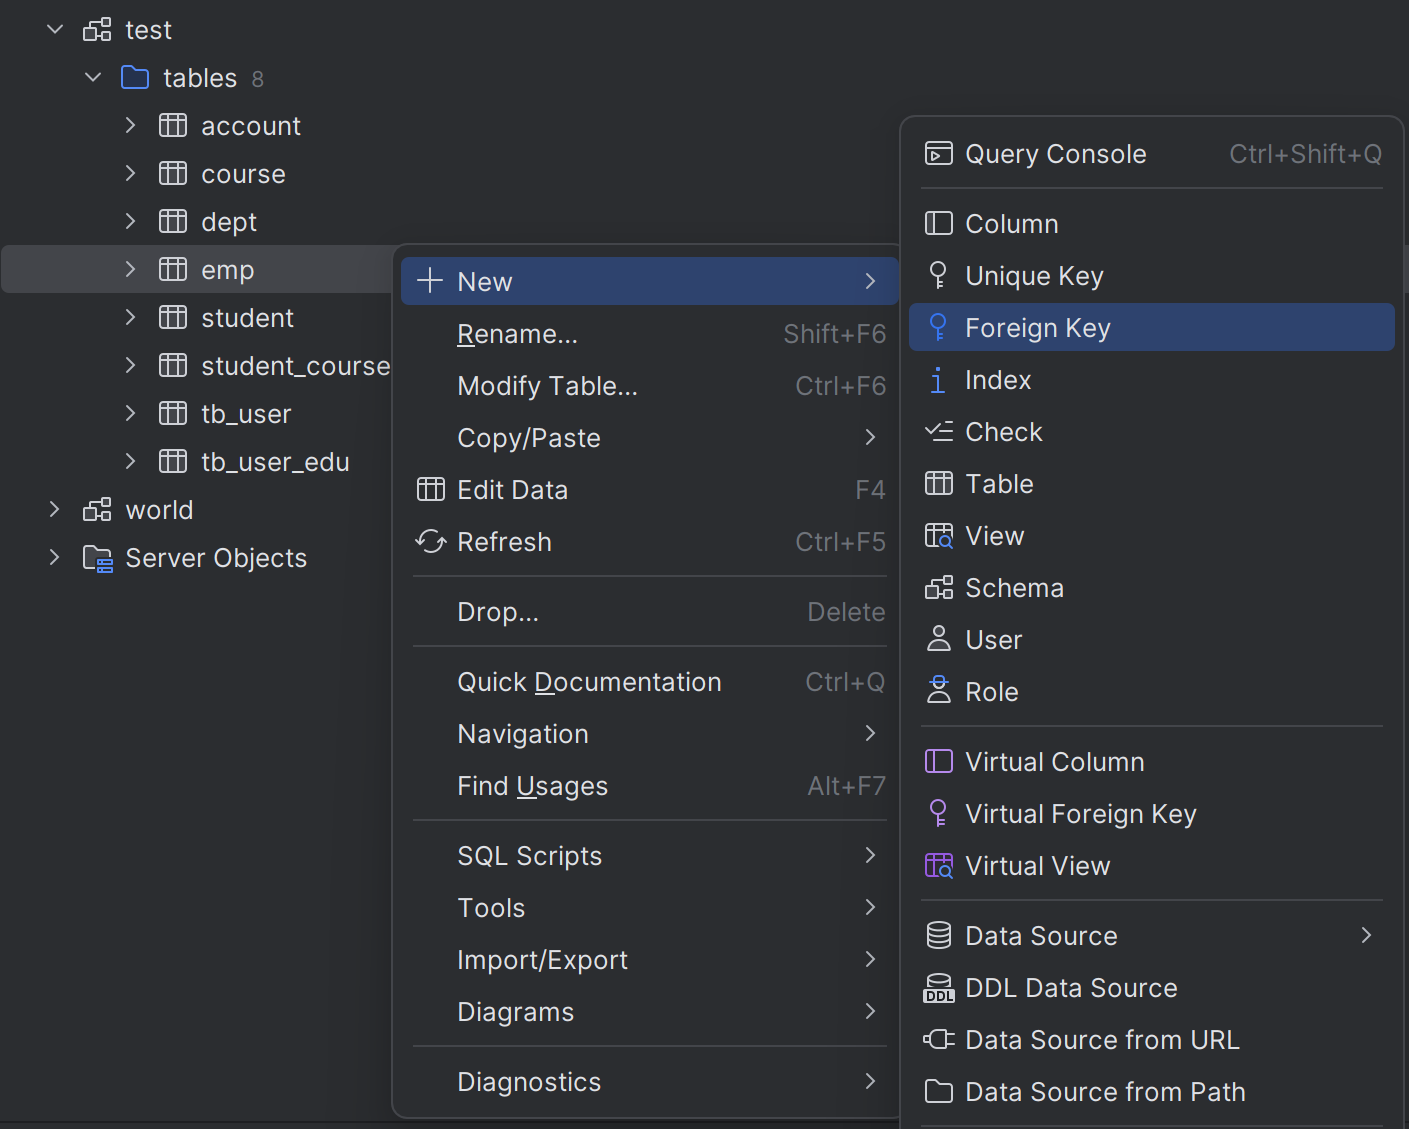 test
tables 8
account
course
dept
emp
student
student_course
tb_user
tb_user_edu
world
Server Objects
New
Rename... Shift+F6
Modify Table... Ctrl+F6
Copy/Paste
Edit Data F4
Refresh Ctrl+F5
Drop... Delete
Quick Documentation Ctrl+Q
Navigation
Find Usages Alt+F7
SQL Scripts
Tools
Import/Export
Diagrams
Diagnostics
Query Console Ctrl+Shift+Q
Column
Unique Key
Foreign Key
Index
Check
Table
View
Schema
User
Role
Virtual Column
Virtual Foreign Key
Virtual View
Data Source
DDL Data Source
Data Source from URL
Data Source from Path